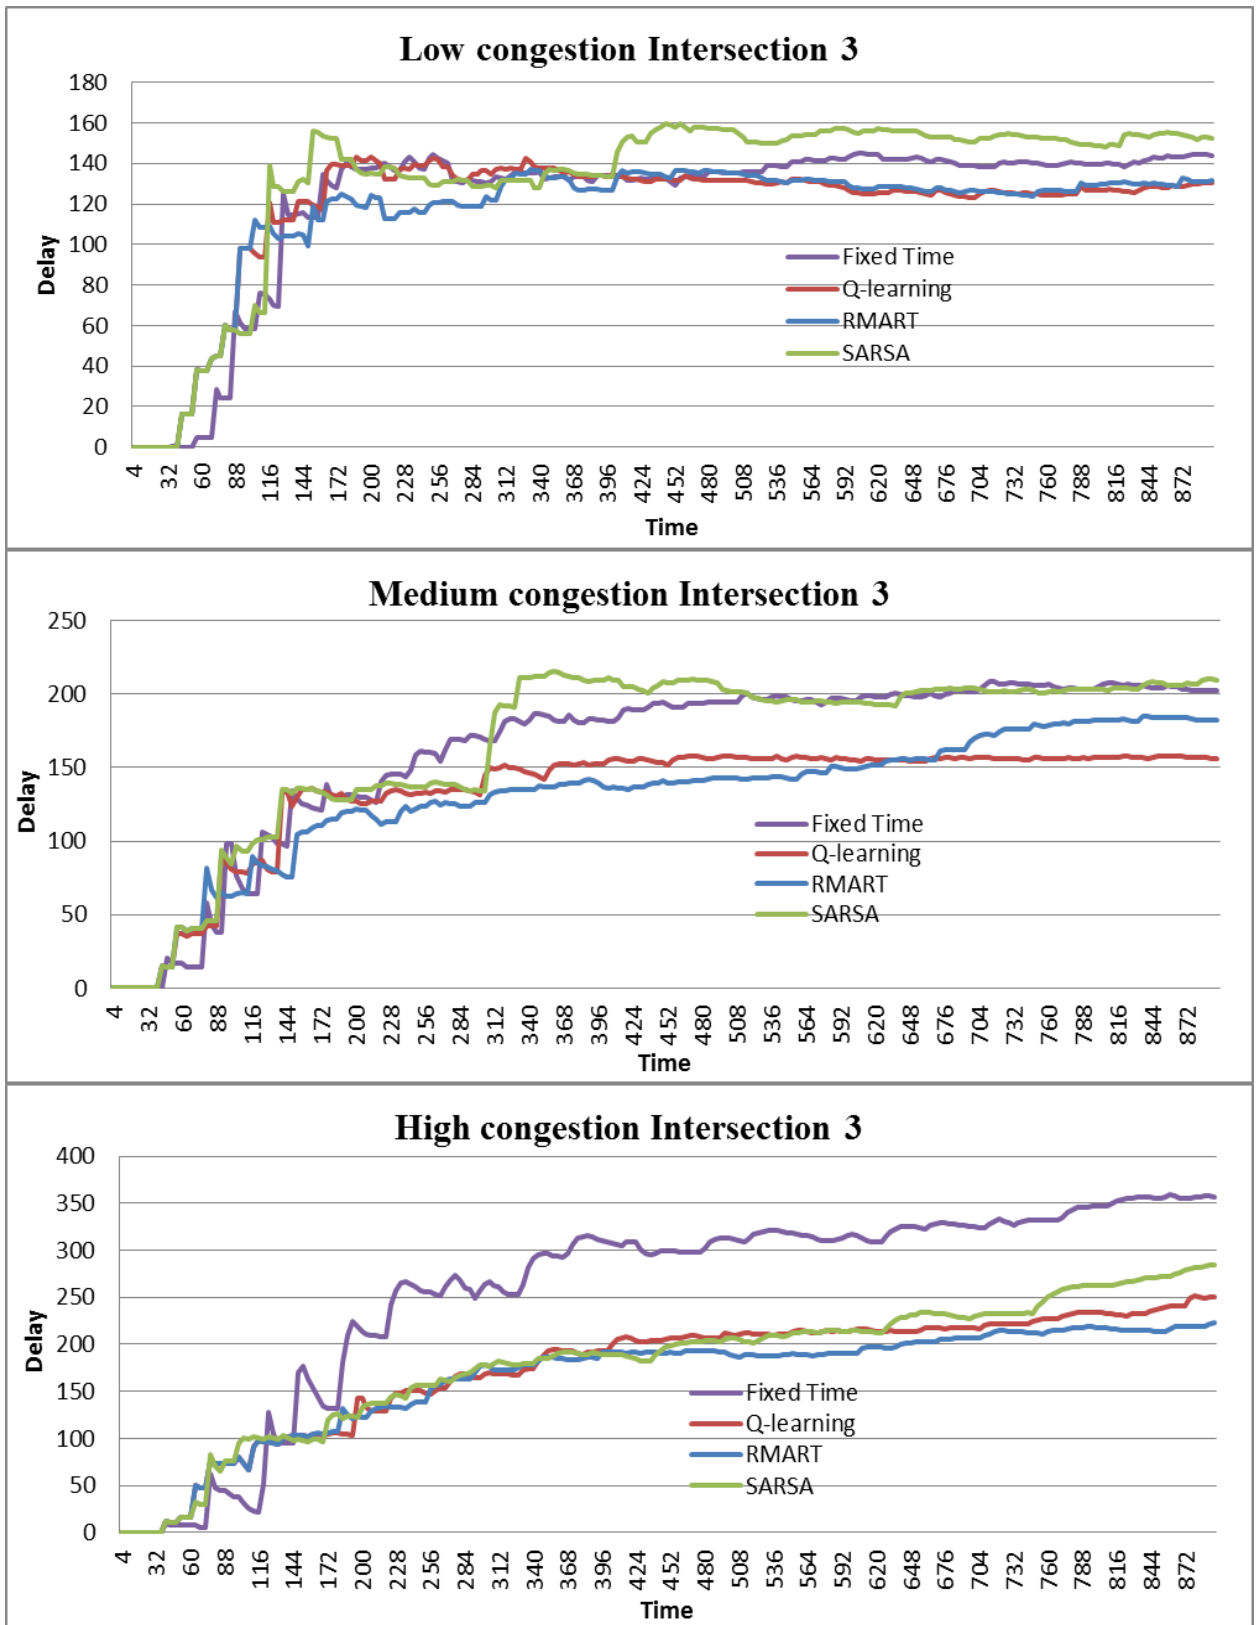 Low congestion Intersection 3
180
160
140
120
100
80
60
40
20
0
Delay
Fixed Time
Q-learning
RMART
SARSA
4 32 60 88 116 144 172 200 228 256 284 312 340 368 396 424 452 480 508 536 564 592 620 648 676 704 732 760 788 816 844 872
Time
Medium congestion Intersection 3
250
200
150
100
50
0
Delay
Fixed Time
Q-learning
RMART
SARSA
4 32 60 88 116 144 172 200 228 256 284 312 340 368 396 424 452 480 508 536 564 592 620 648 676 704 732 760 788 816 844 872
Time
High congestion Intersection 3
400
350
300
250
200
150
100
50
0
Delay
Fixed Time
Q-learning
RMART
SARSA
4 32 60 88 116 144 172 200 228 256 284 312 340 368 396 424 452 480 508 536 564 592 620 648 676 704 732 760 788 816 844 872
Time